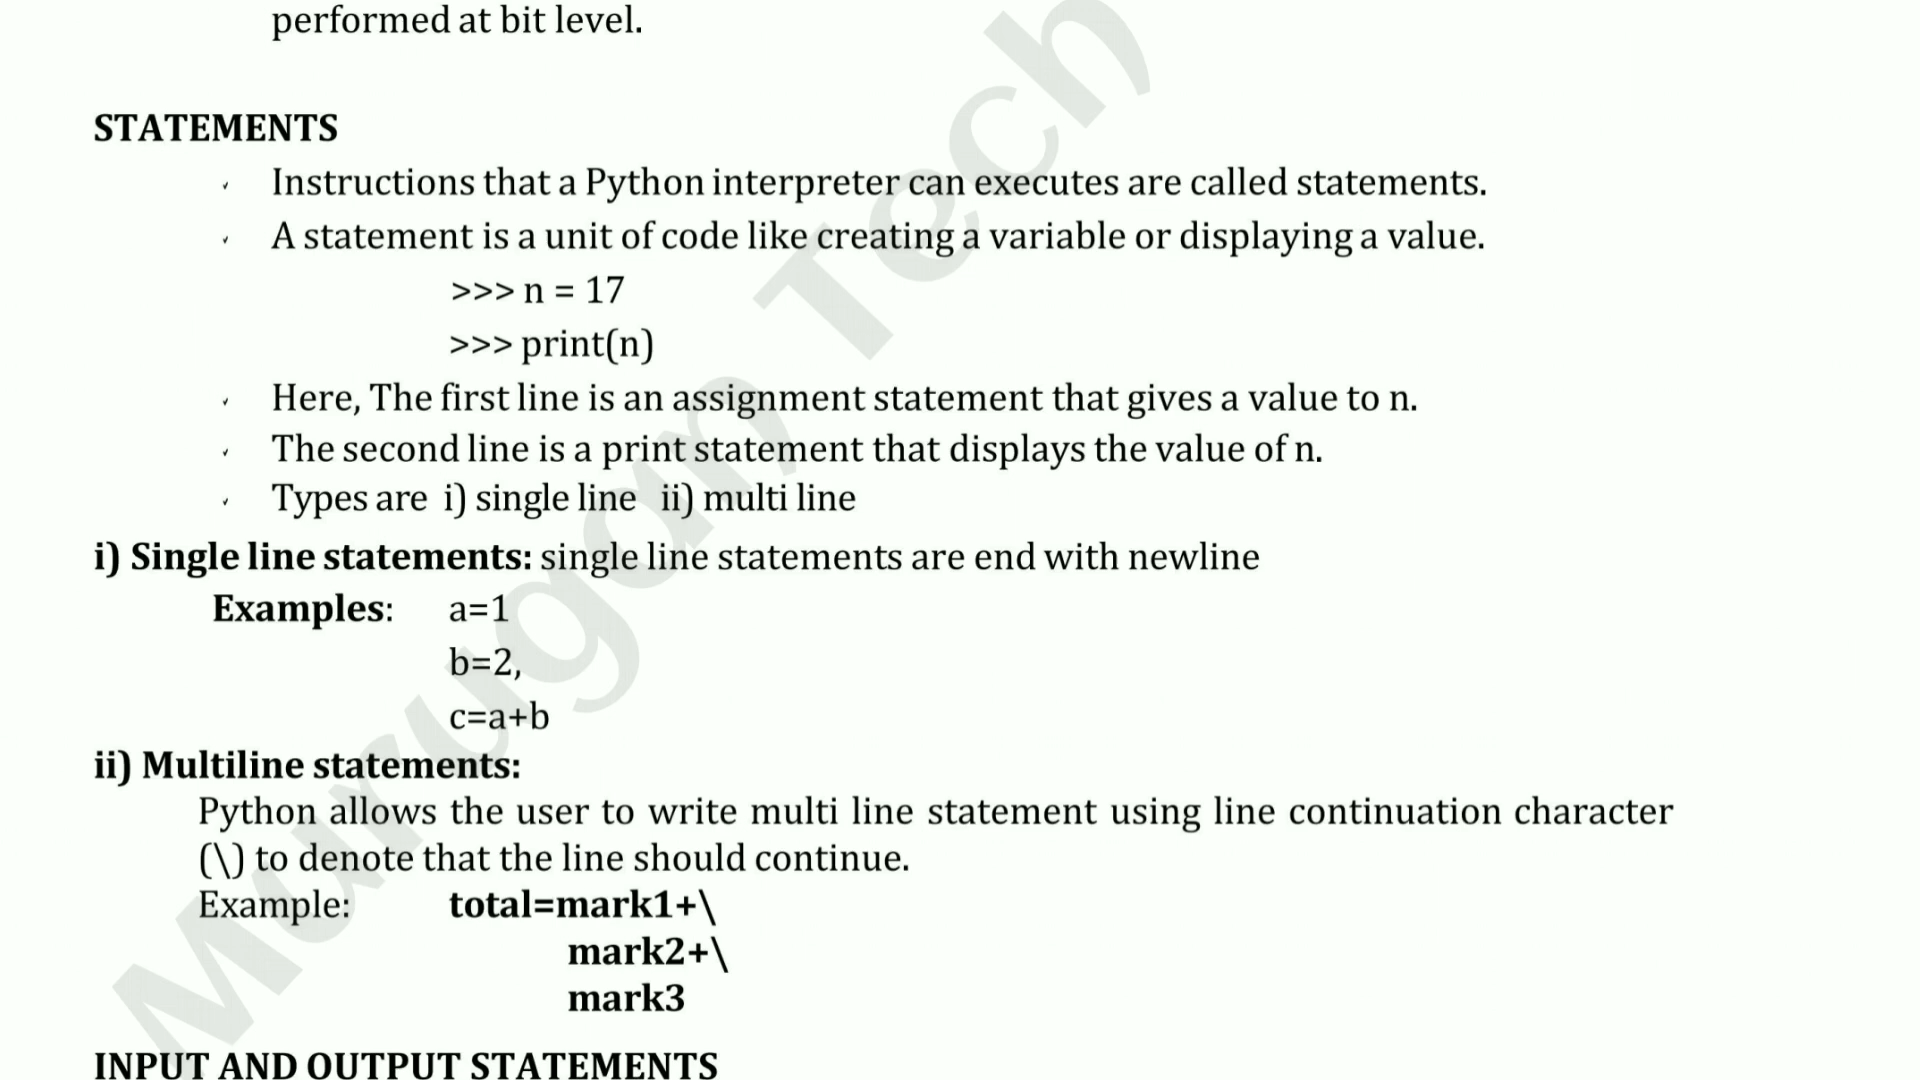 performed at bit level.
STATEMENTS
✓ Instructions that a Python interpreter can executes are called statements.
✓ A statement is a unit of code like creating a variable or displaying a value.
>>> n = 17
>>> print(n)
✓ Here, The first line is an assignment statement that gives a value to n.
✓ The second line is a print statement that displays the value of n.
✓ Types are i) single line ii) multi line
i) Single line statements: single line statements are end with newline
Examples: a=1
b=2,
c=a+b
ii) Multiline statements:
Python allows the user to write multi line statement using line continuation character
(\) to denote that the line should continue.
Example: total=mark1+\
mark2+\
mark3
INPUT AND OUTPUT STATEMENTS
Murugan Tech